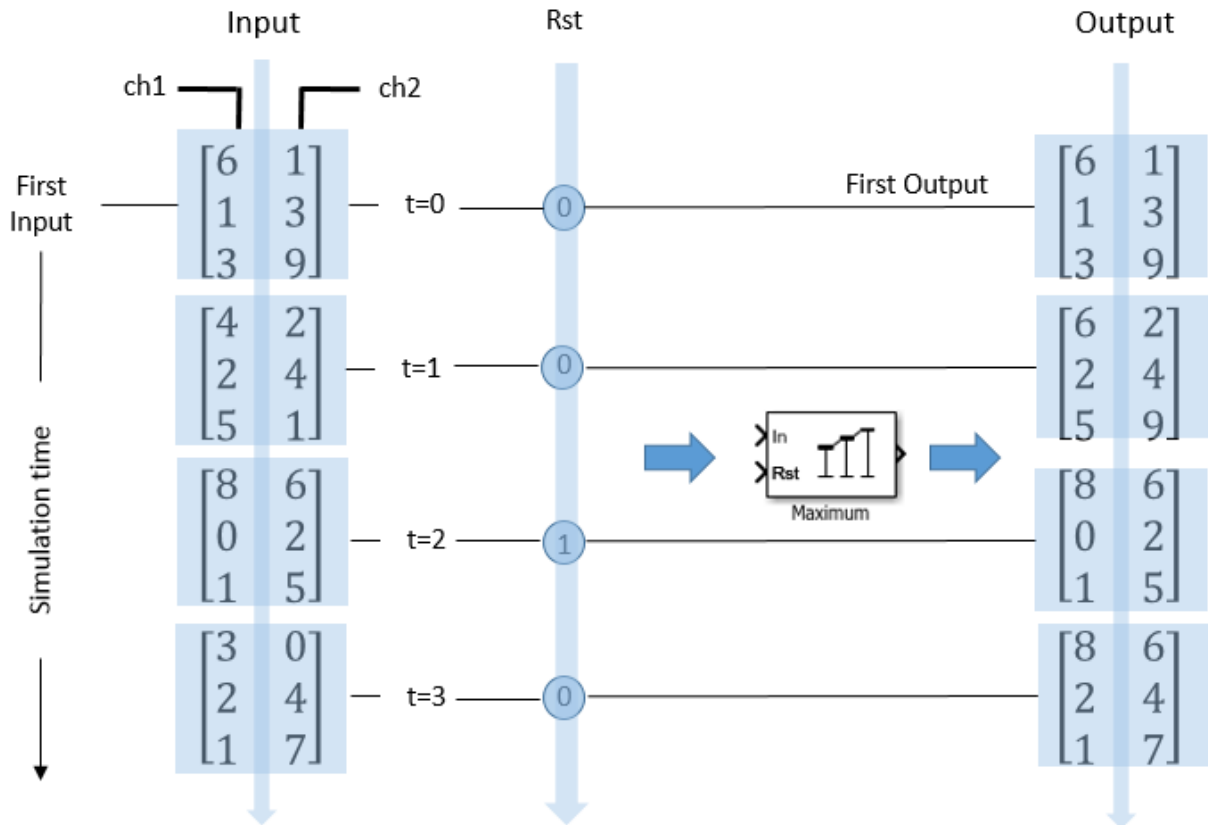 Input Rst Output
ch1 ch2
First Input
Simulation time
[6 1
1 3
3 9]
t=0
0
First Output
[6 1
1 3
3 9]
[4 2
2 4
5 1]
t=1
0
[6 2
2 4
5 9]
In
Rst
Maximum
[8 6
0 2
1 5]
t=2
1
[8 6
0 2
1 5]
[3 0
2 4
1 7]
t=3
0
[8 6
2 4
1 7]